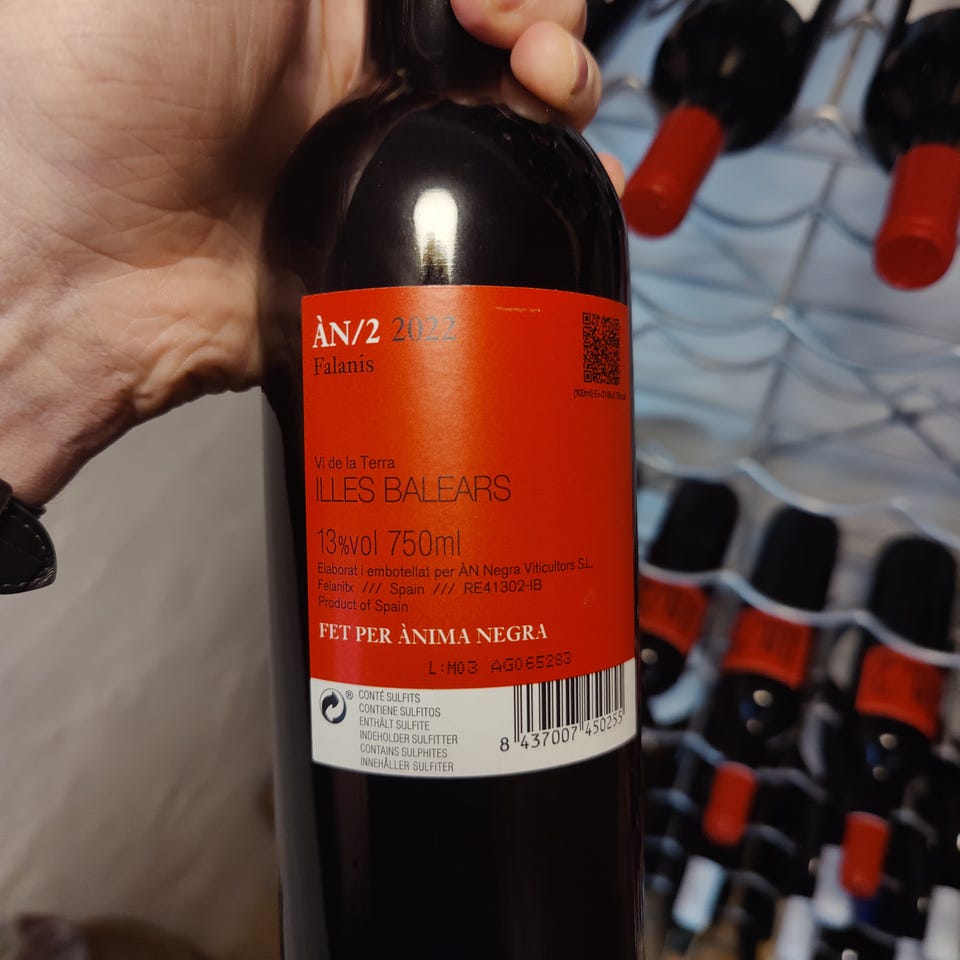 ÀN/2 2022
Falanis
Vi de la Terra
ILLES BALEARS
13%vol 750ml
Elaborat i embotellat per ÀN Negra Viticultors S.L.
Felanitx /// Spain /// RE41302-IB
Product of Spain
FET PER ÀNIMA NEGRA
L:M03 AG065283
® CONTÉ SULFITS
CONTIENE SULFITOS
ENTHÄLT SULFITE
INDEHOLDER SULFITTER
CONTAINS SULPHITES
INNEHÅLLER SULFITER
8 437007 450255